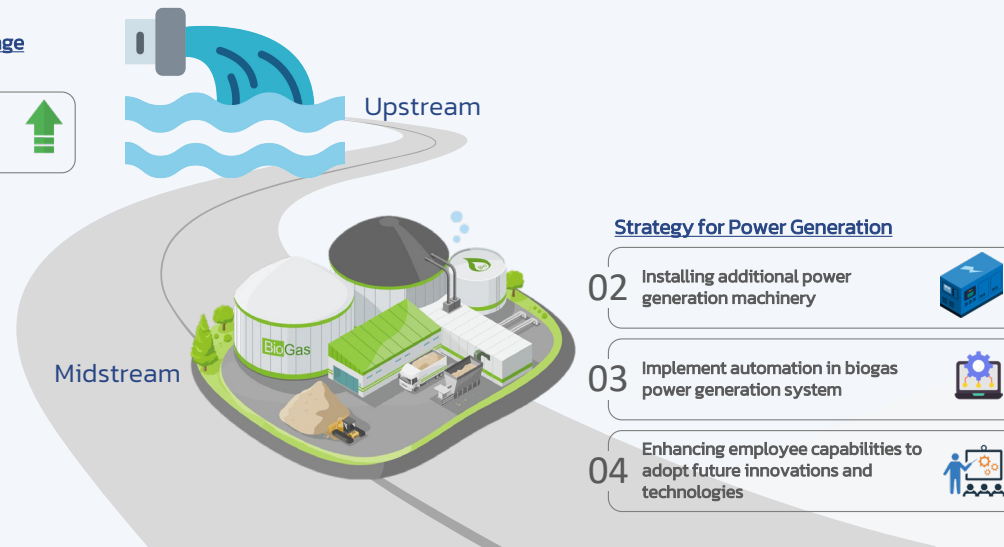 Upstream
Strategy for Power Generation
02
Installing additional power
generation machinery
BioGas
Midstream
03
Implement automation in biogas
power generation system
04
Enhancing employee capabilities to
adopt future innovations and
technologies